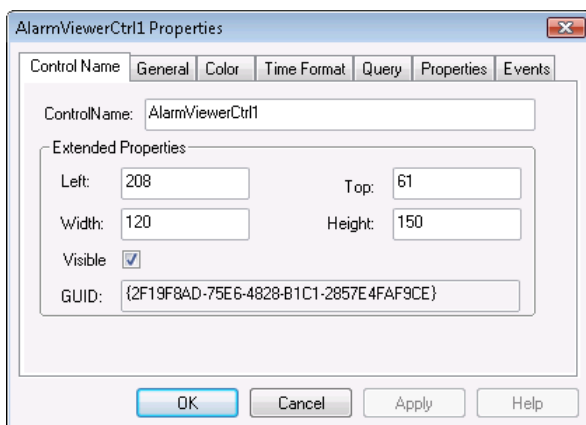 AlarmViewerCtrl1 Properties
Control Name General Color Time Format Query Properties Events
ControlName: AlarmViewerCtrl1
Extended Properties
Left: 208 Top: 61
Width: 120 Height: 150
Visible
GUID: {2F19F8AD-75E6-4828-B1C1-2857E4FAF9CE}
OK Cancel Apply Help